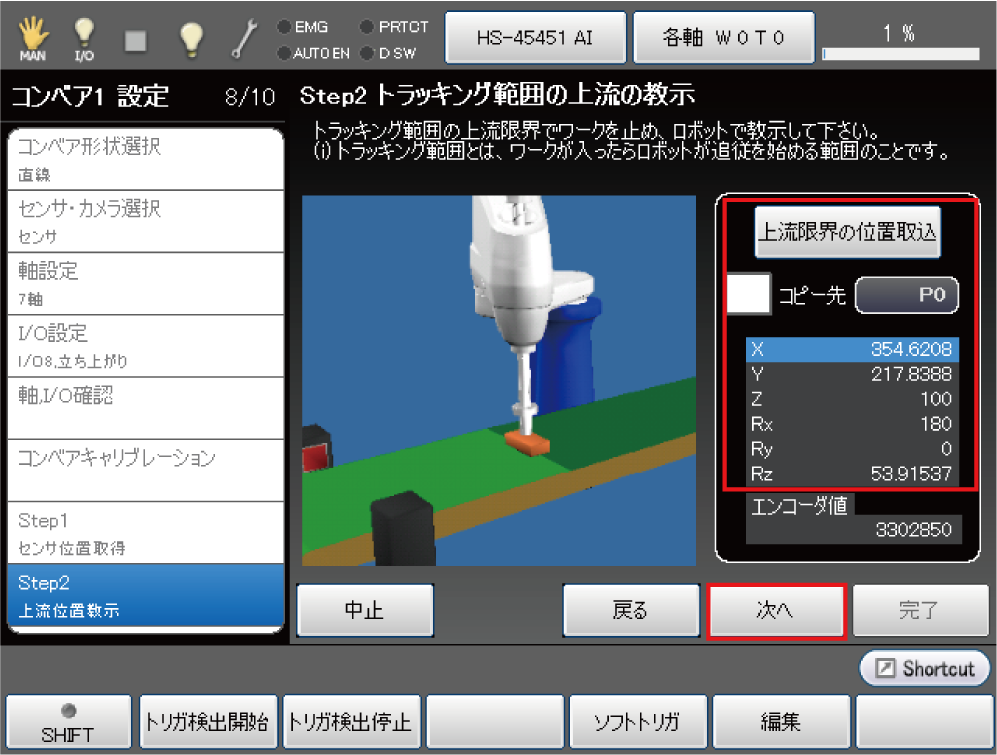 MAN
I/O
EMG
PRTCT
AUTOEN
DSW
HS-45451 AI
各軸 W0T0
1 %
コンベア1 設定 8/10
コンベア形状選択
直線
センサ・カメラ選択
センサ
軸設定
7軸
I/O設定
I/O8,立ち上がり
軸,I/O確認
コンベアキャリブレーション
Step1
センサ位置取得
Step2
上流位置教示
Step2 トラッキング範囲の上流の教示
トラッキング範囲の上流限界でワークを止め、ロボットで教示して下さい。
(i)トラッキング範囲とは、ワークが入ったらロボットが追従を始める範囲のことです。
上流限界の位置取込
コピー先 P0
X 354.6208
Y 217.8388
Z 100
Rx 180
Ry 0
Rz 53.91537
エンコーダ値
3302850
中止
戻る
次へ
完了
Shortcut
SHIFT
トリガ検出開始
トリガ検出停止
ソフトトリガ
編集